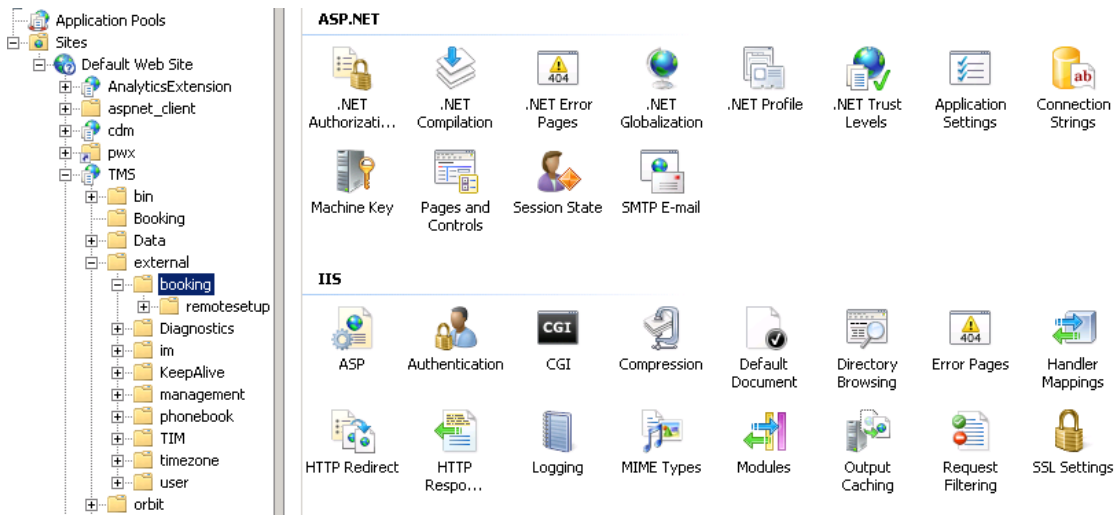 Application Pools
Sites
Default Web Site
AnalyticsExtension
aspnet_client
cdm
pwx
TMS
bin
Booking
Data
external
booking
remotesetup
Diagnostics
im
KeepAlive
management
phonebook
TIM
timezone
user
orbit
ASP.NET
.NET Authorizati...
.NET Compilation
404
.NET Error Pages
.NET Globalization
.NET Profile
.NET Trust Levels
Application Settings
ab
Connection Strings
Machine Key
Pages and Controls
Session State
SMTP E-mail
IIS
ASP
Authentication
CGI
CGI
Compression
Default Document
Directory Browsing
404
Error Pages
Handler Mappings
HTTP Redirect
HTTP Respo...
Logging
MIME Types
Modules
Output Caching
Request Filtering
SSL Settings